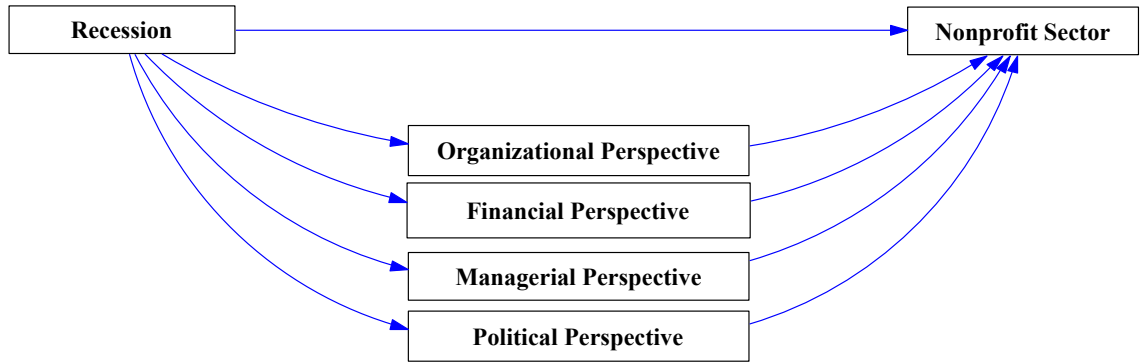 Recession
Nonprofit Sector
Organizational Perspective
Financial Perspective
Managerial Perspective
Political Perspective